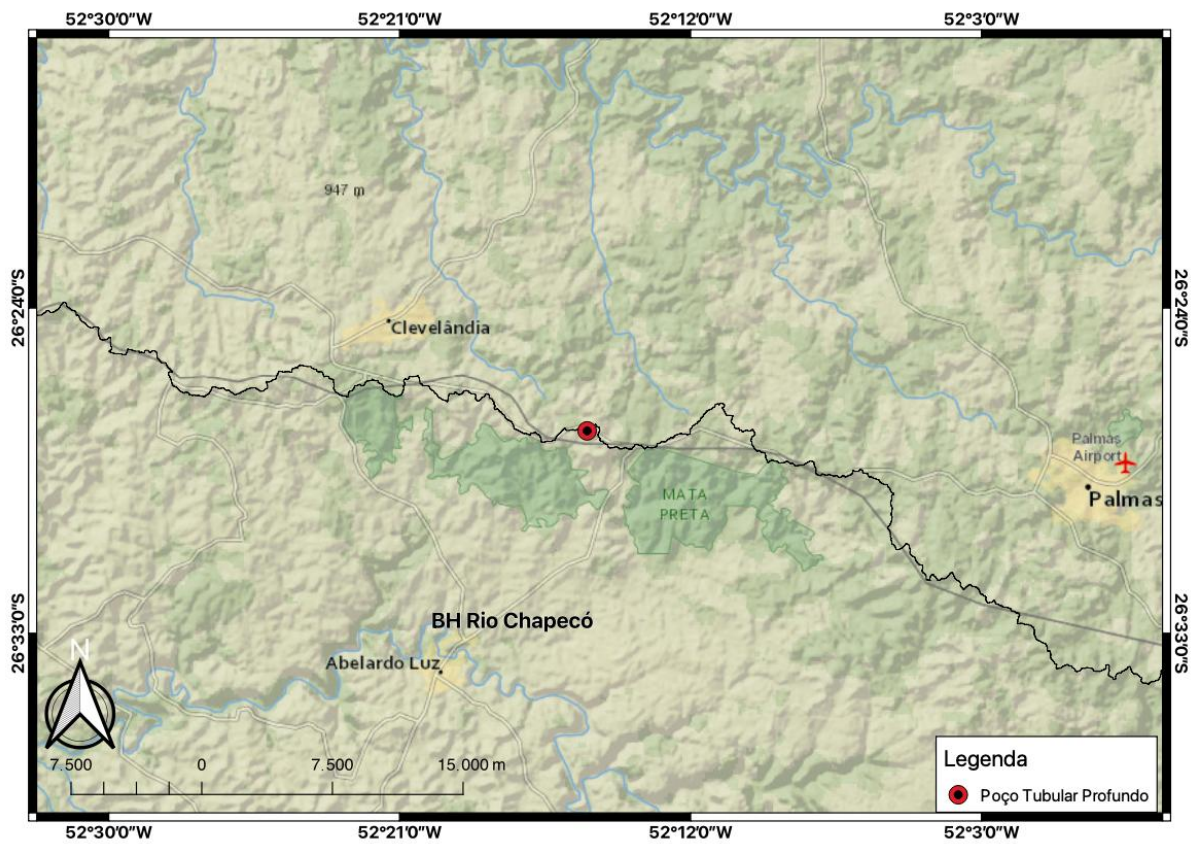 52°30'0"W 52°21'0"W 52°12'0"W 52°3'0"W
947 m
26°24'0"S
26°24'0"S
Clevelândia
Palmas
Airport
Palmas
MATA
PRETA
BH Rio Chapecó
26°33'0"S
26°33'0"S
N
Abelardo Luz
7.500 0 7.500 15.000 m
Legenda
Poço Tubular Profundo
52°30'0"W 52°21'0"W 52°12'0"W 52°3'0"W